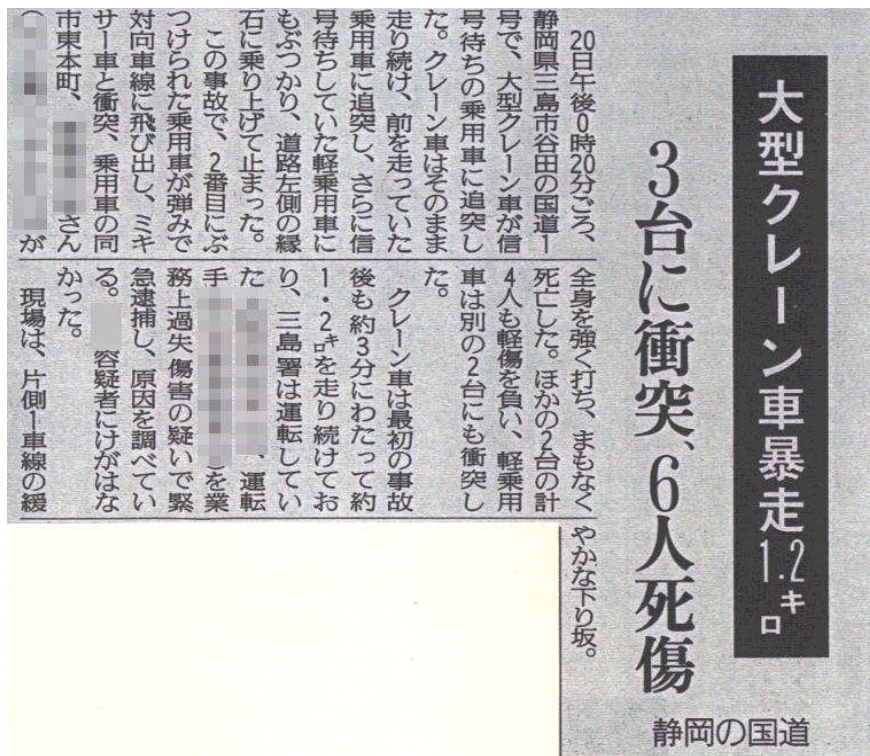 大型クレーン車暴走1.2㌔
3台に衝突、6人死傷
静岡の国道
20日午後0時20分ごろ、
静岡県三島市谷田の国道1
号で、大型クレーン車が信
号待ちの乗用車に追突し
た。クレーン車はそのまま
走り続け、前を走っていた
乗用車に追突し、さらに信
号待ちしていた軽乗用車に
もぶつかり、道路左側の縁
石に乗り上げて止まった。
この事故で、2番目にぶ
つけられた乗用車が弾みで
対向車線に飛び出し、ミキ
サー車と衝突、乗用車の同
市東本町、さん
(が
全身を強く打ち、まもなく
死亡した。ほかの2台の計
4人も軽傷を負い、軽乗用
車は別の2台にも衝突し
た。
クレーン車は最初の事故
後も約3分にわたって約
1・2㌔を走り続けてお
り、三島署は運転してい
た、運転
手)を業
務上過失傷害の疑いで緊
急逮捕し、原因を調べてい
る。容疑者にけがはな
かった。
現場は、片側1車線の緩
やかな下り坂。